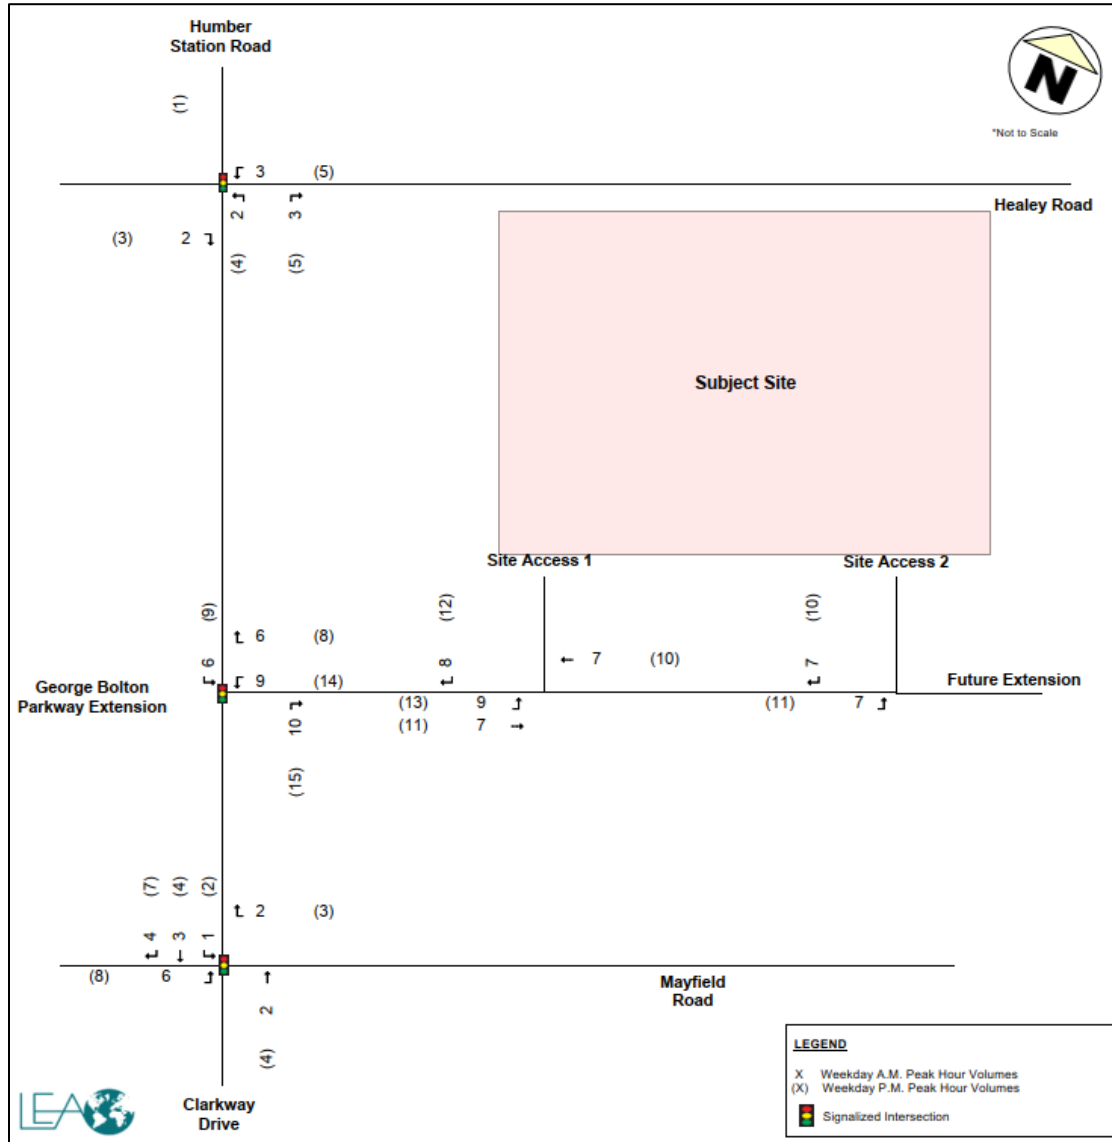 Humber
Station Road
(1)
N
*Not to Scale
3 (5)
Healey Road
2 3
(3) 2
(4) (5)
Subject Site
Site Access 1
Site Access 2
(9)
(12)
(10)
6 (8)
6
8
7 (10)
7
9 (14)
George Bolton
Parkway Extension
Future Extension
(13) 9
(11) 7
(11) 7
10
(15)
(7) (4) (2)
2 (3)
4 3 1
(8) 6
Mayfield
Road
2
(4)
LEGEND
X Weekday A.M. Peak Hour Volumes
(X) Weekday P.M. Peak Hour Volumes
Signalized Intersection
LEA
Clarkway
Drive